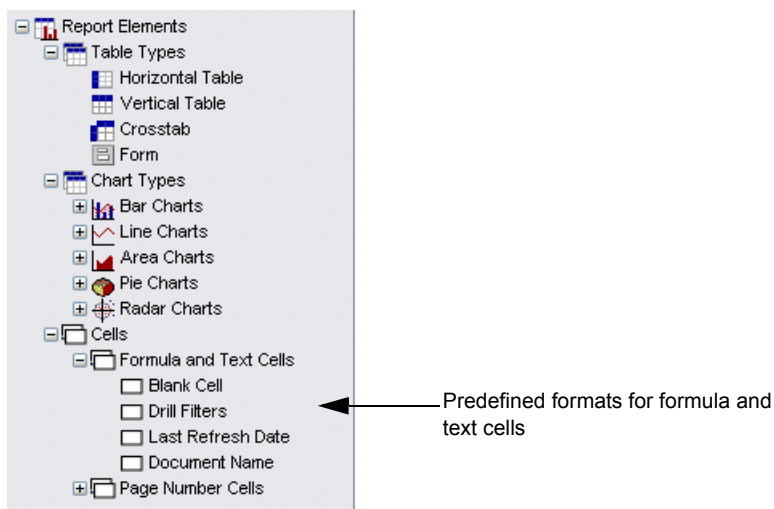 Report Elements
Table Types
Horizontal Table
Vertical Table
Crosstab
Form
Chart Types
Bar Charts
Line Charts
Area Charts
Pie Charts
Radar Charts
Cells
Formula and Text Cells
Blank Cell
Drill Filters
Last Refresh Date
Document Name
Page Number Cells
Predefined formats for formula and
text cells